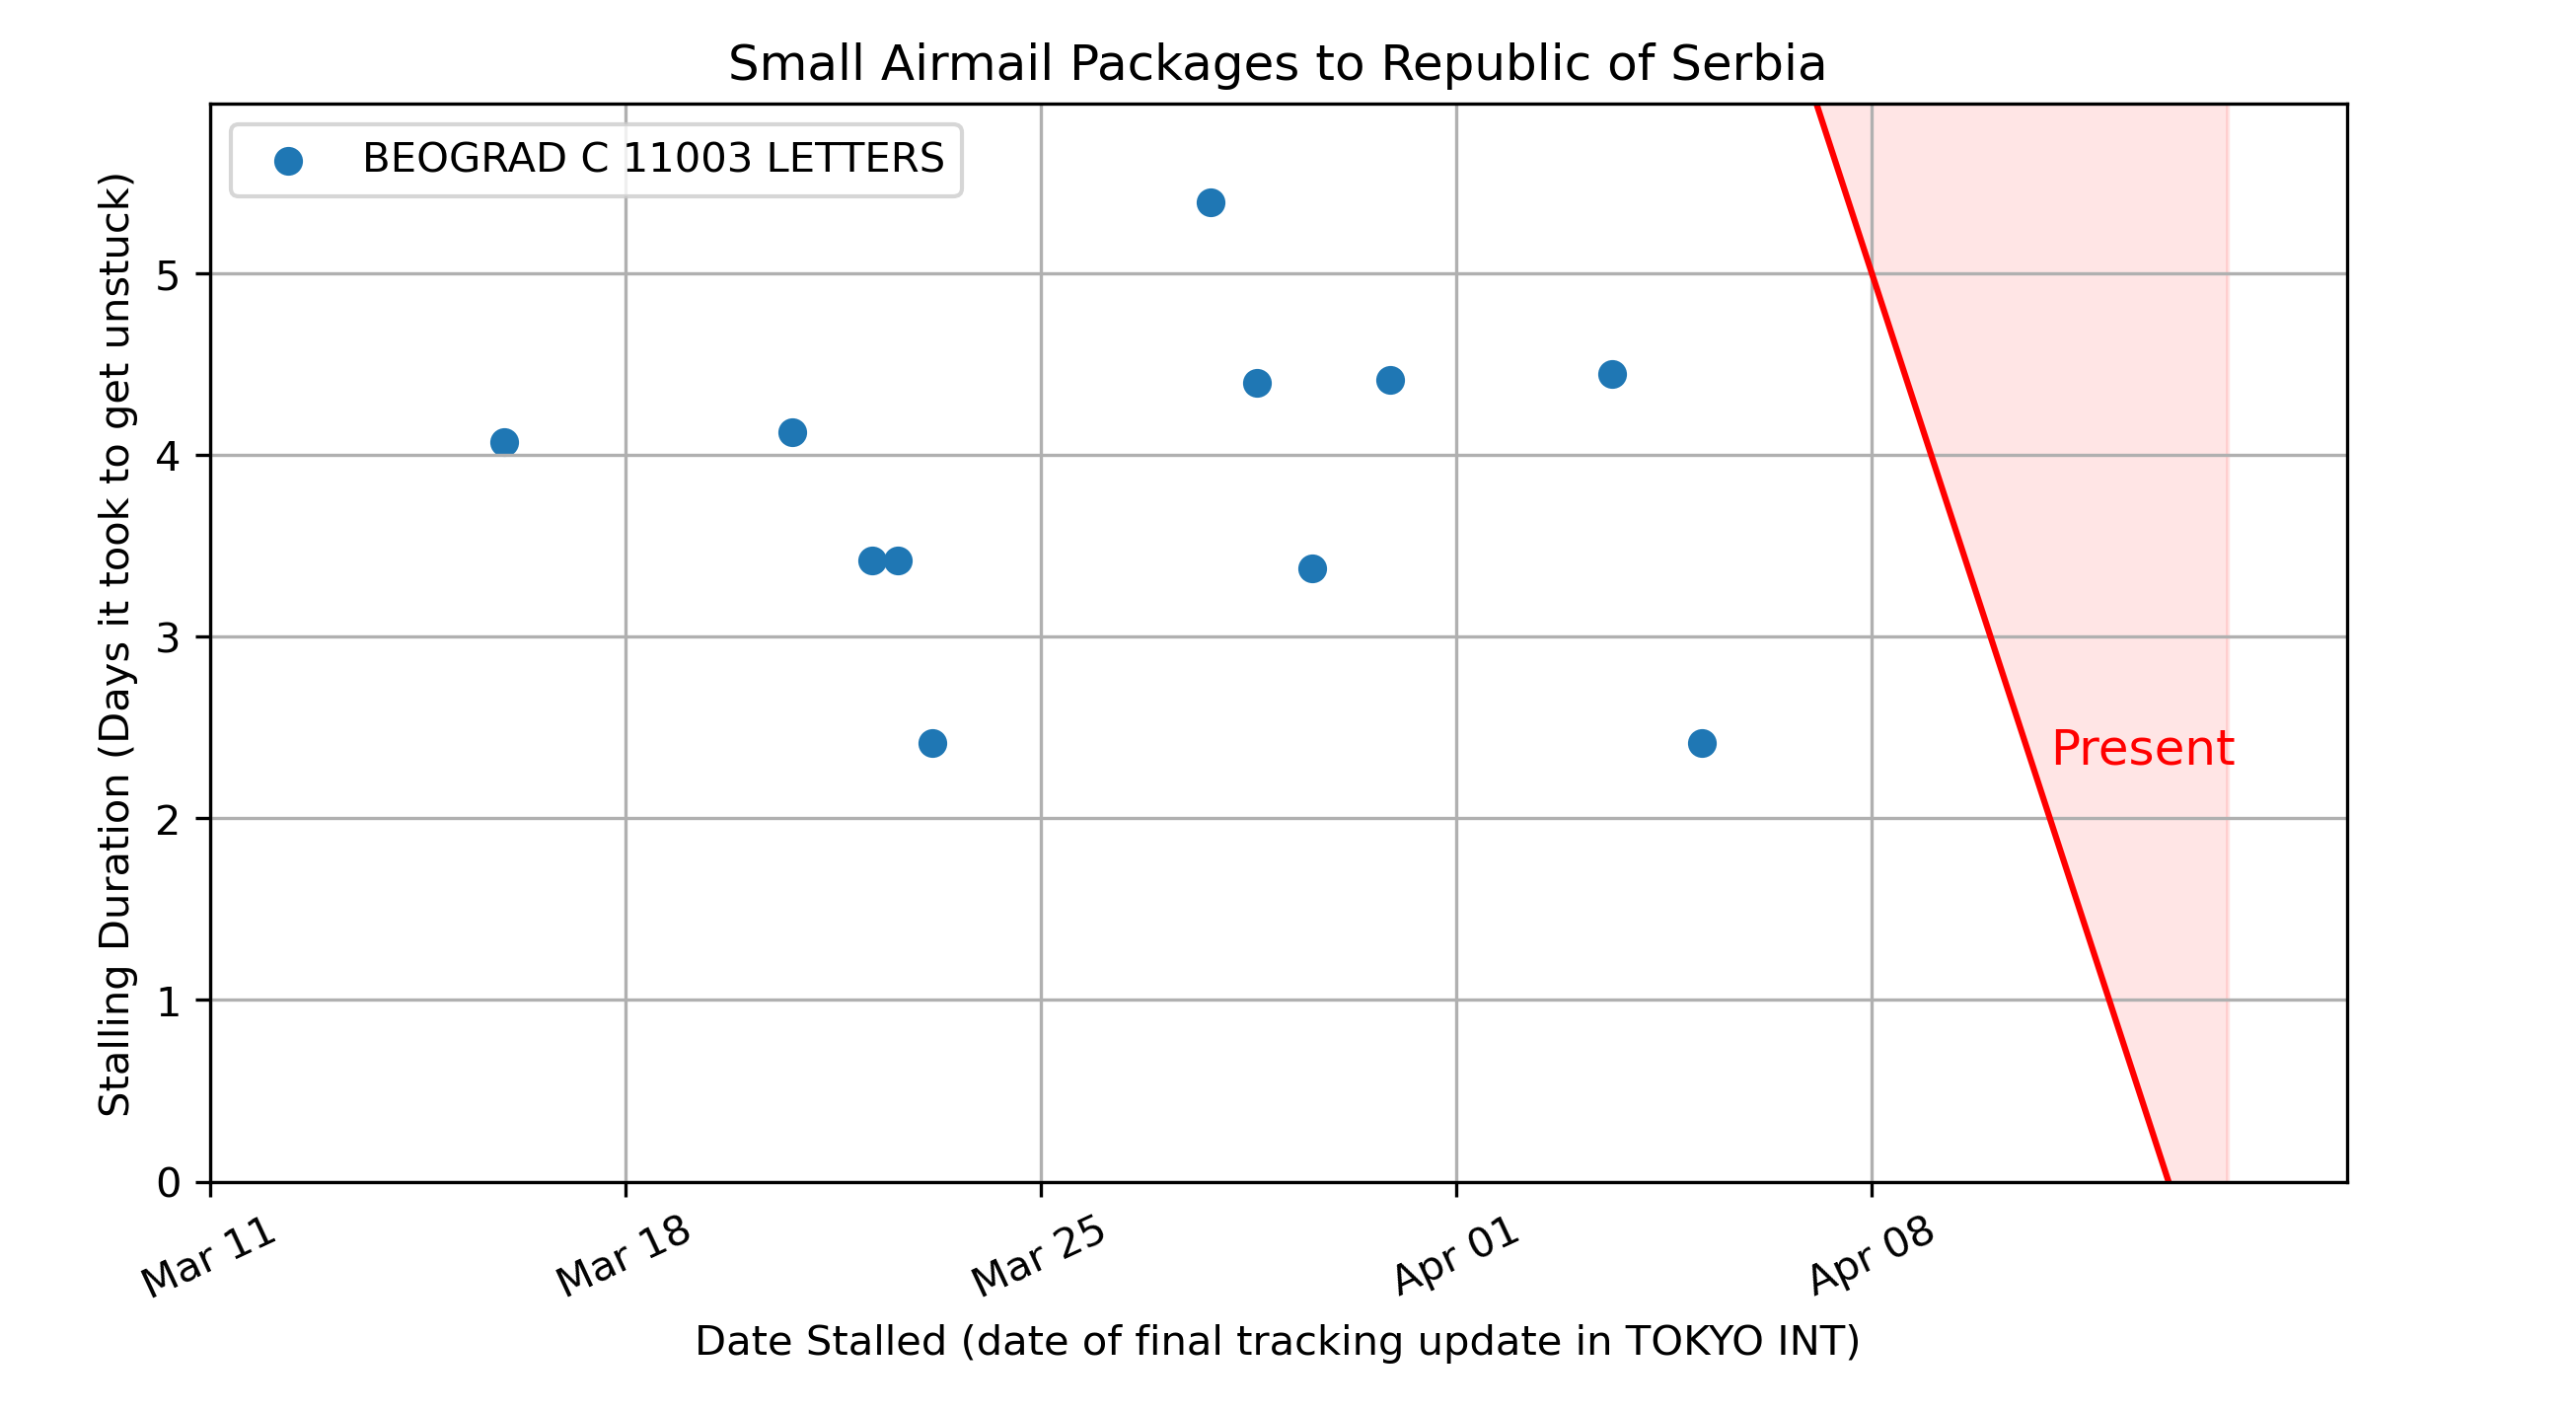 Small Airmail Packages to Republic of Serbia
BEOGRAD C 11003 LETTERS
Stalling Duration (Days it took to get unstuck)
5
4
3
2
1
0
Present
Mar 11
Mar 18
Mar 25
Apr 01
Apr 08
Date Stalled (date of final tracking update in TOKYO INT)